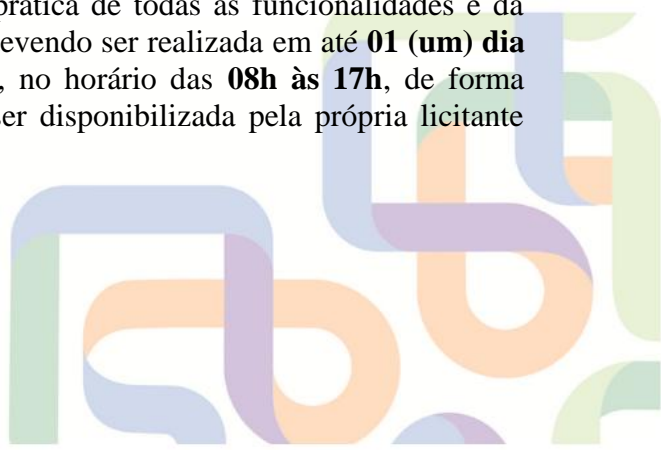 prática de todas as funcionalidades e da
evendo ser realizada em até 01 (um) dia
, no horário das 08h às 17h, de forma
ser disponibilizada pela própria licitante